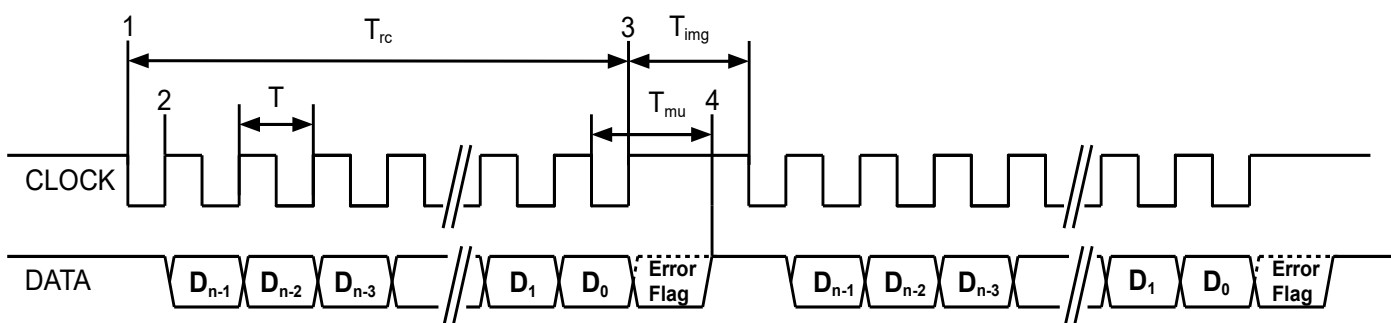 1 T_rc 3 T_img
2 T T_mu 4
CLOCK
DATA D_n-1 D_n-2 D_n-3 D_1 D_0 Error Flag D_n-1 D_n-2 D_n-3 D_1 D_0 Error Flag